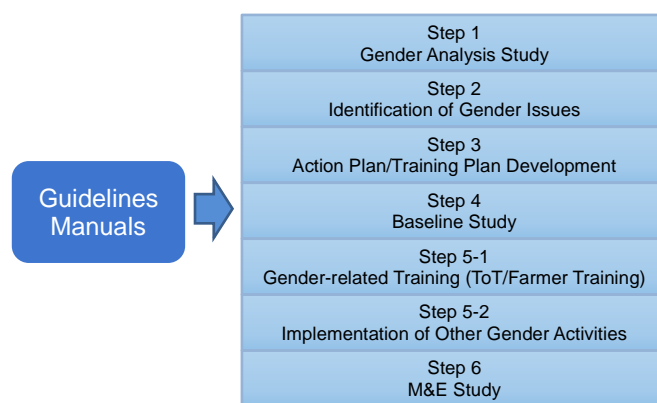 Guidelines
Manuals
Step 1
Gender Analysis Study
Step 2
Identification of Gender Issues
Step 3
Action Plan/Training Plan Development
Step 4
Baseline Study
Step 5-1
Gender-related Training (ToT/Farmer Training)
Step 5-2
Implementation of Other Gender Activities
Step 6
M&E Study